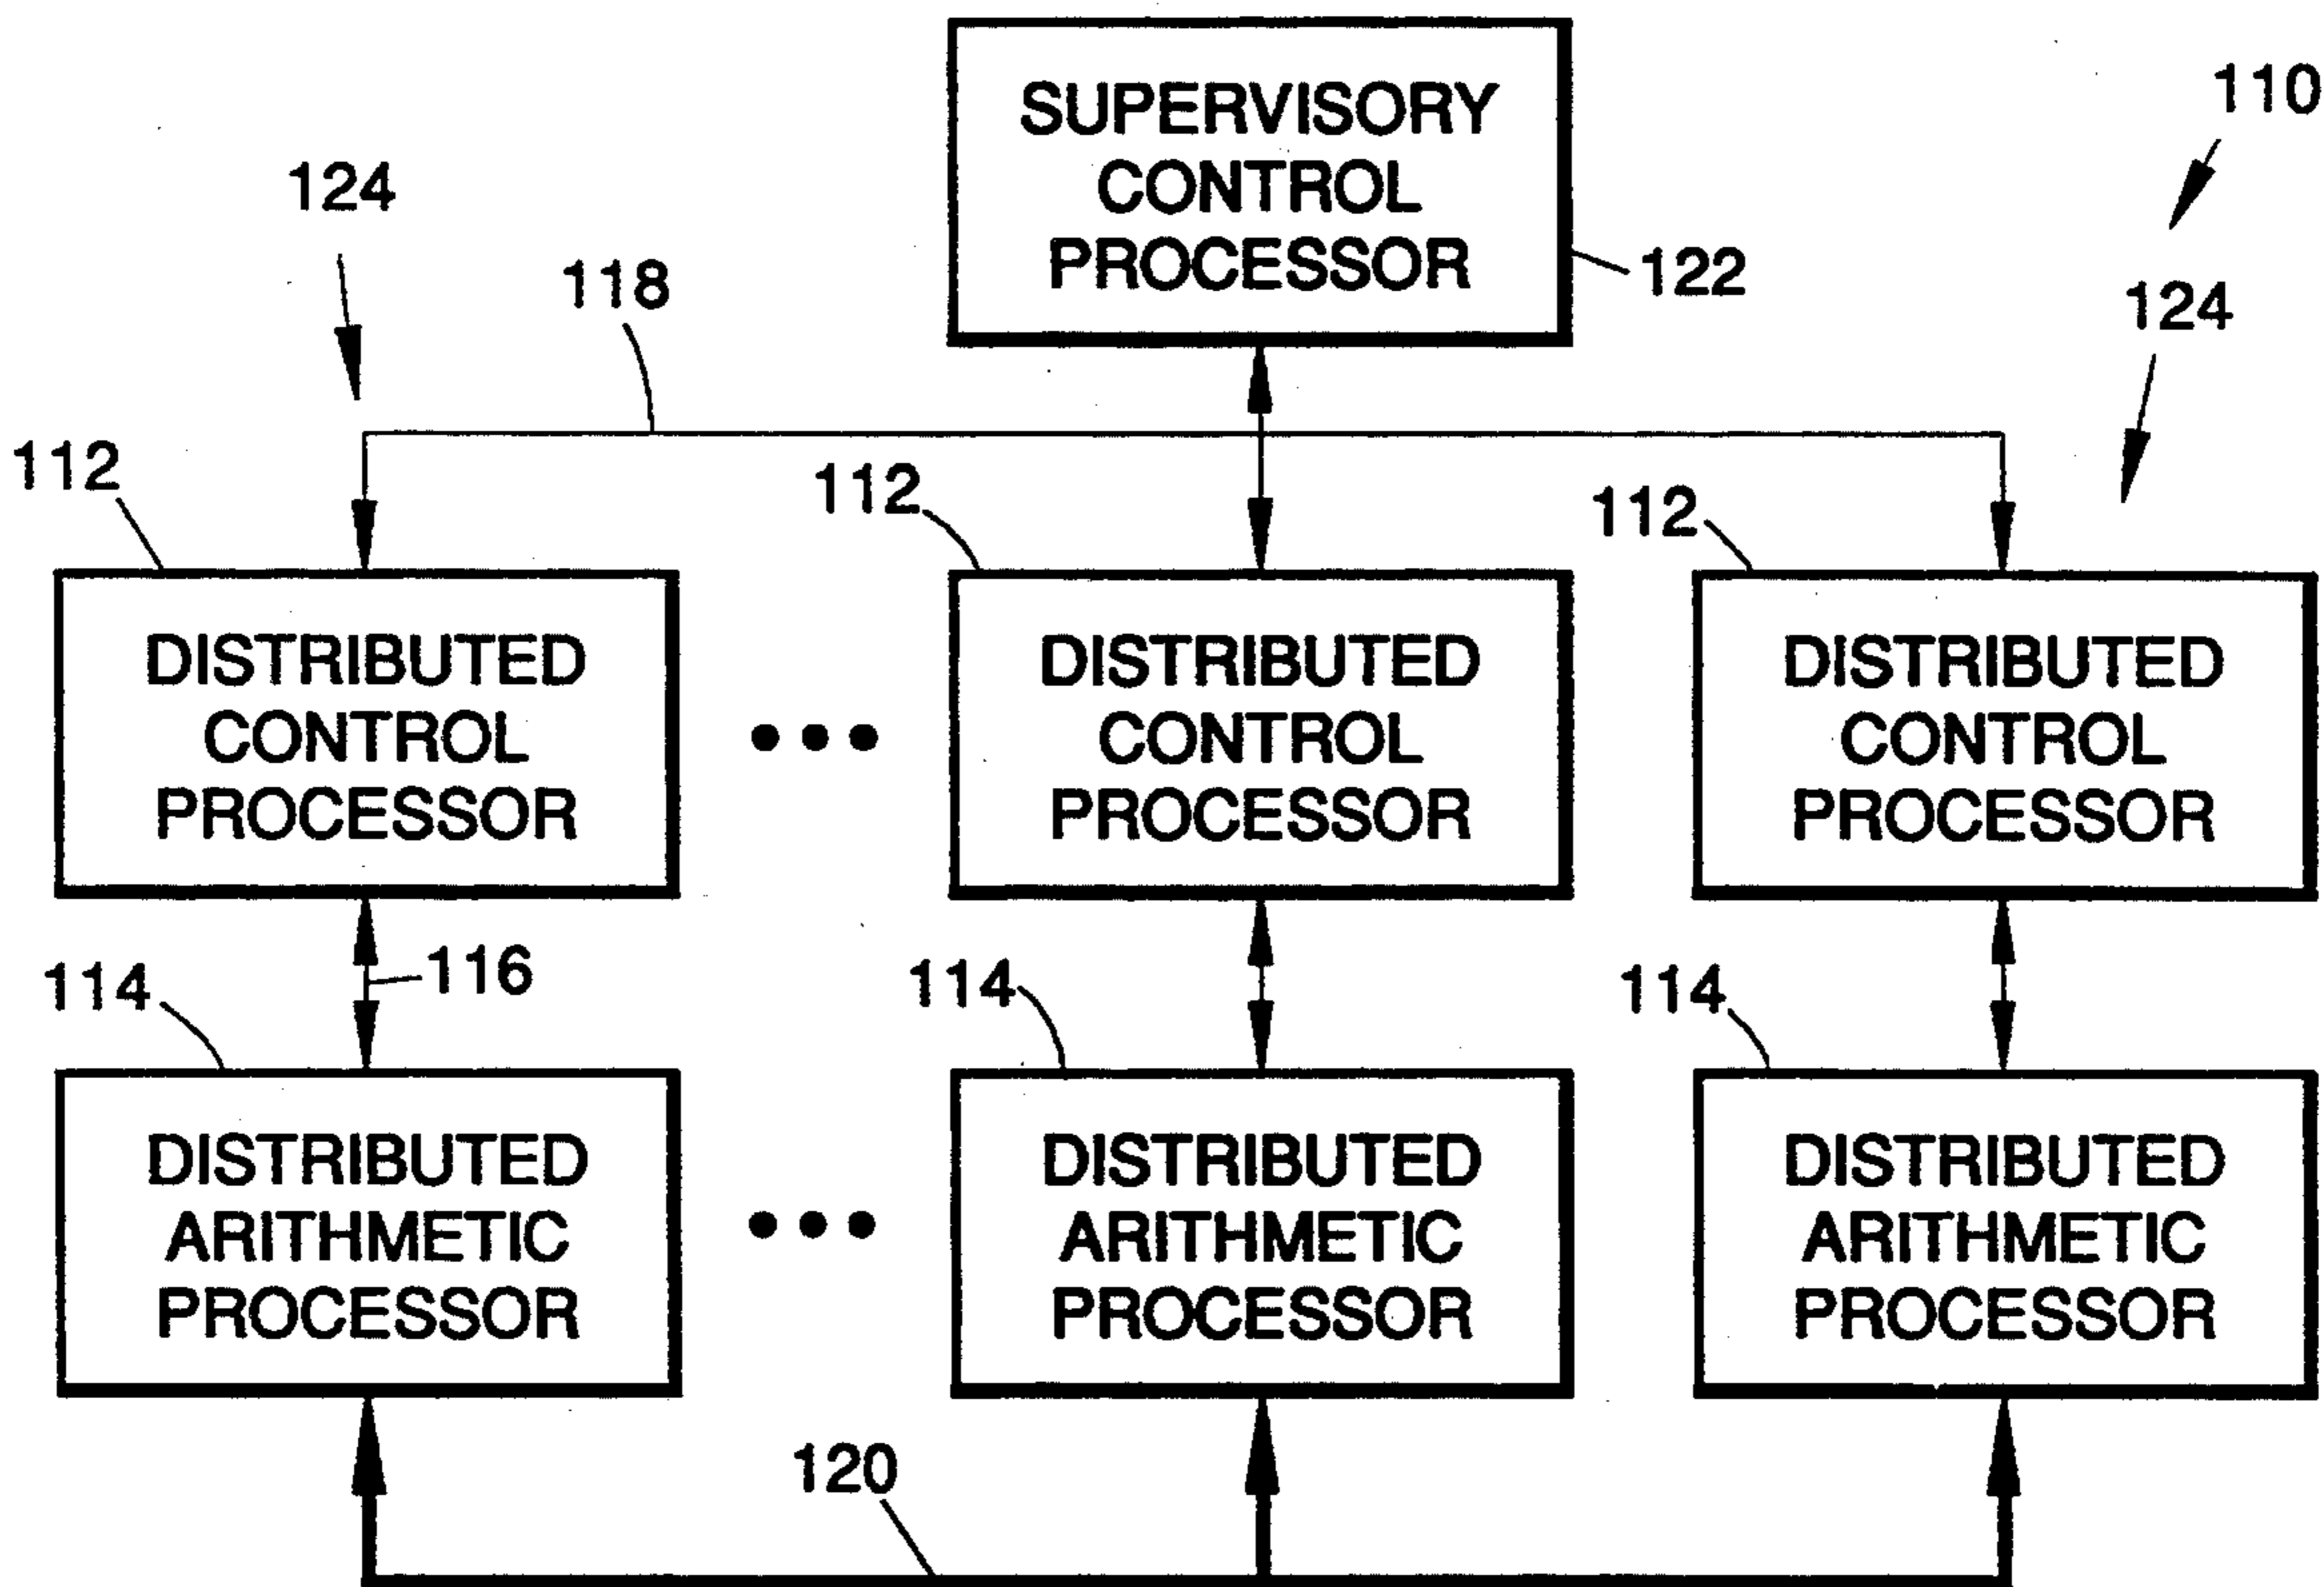 SUPERVISORY
CONTROL
PROCESSOR
110
124
118
122
124
112
112
112
DISTRIBUTED
CONTROL
PROCESSOR
DISTRIBUTED
CONTROL
PROCESSOR
DISTRIBUTED
CONTROL
PROCESSOR
114
116
114
114
DISTRIBUTED
ARITHMETIC
PROCESSOR
DISTRIBUTED
ARITHMETIC
PROCESSOR
DISTRIBUTED
ARITHMETIC
PROCESSOR
120